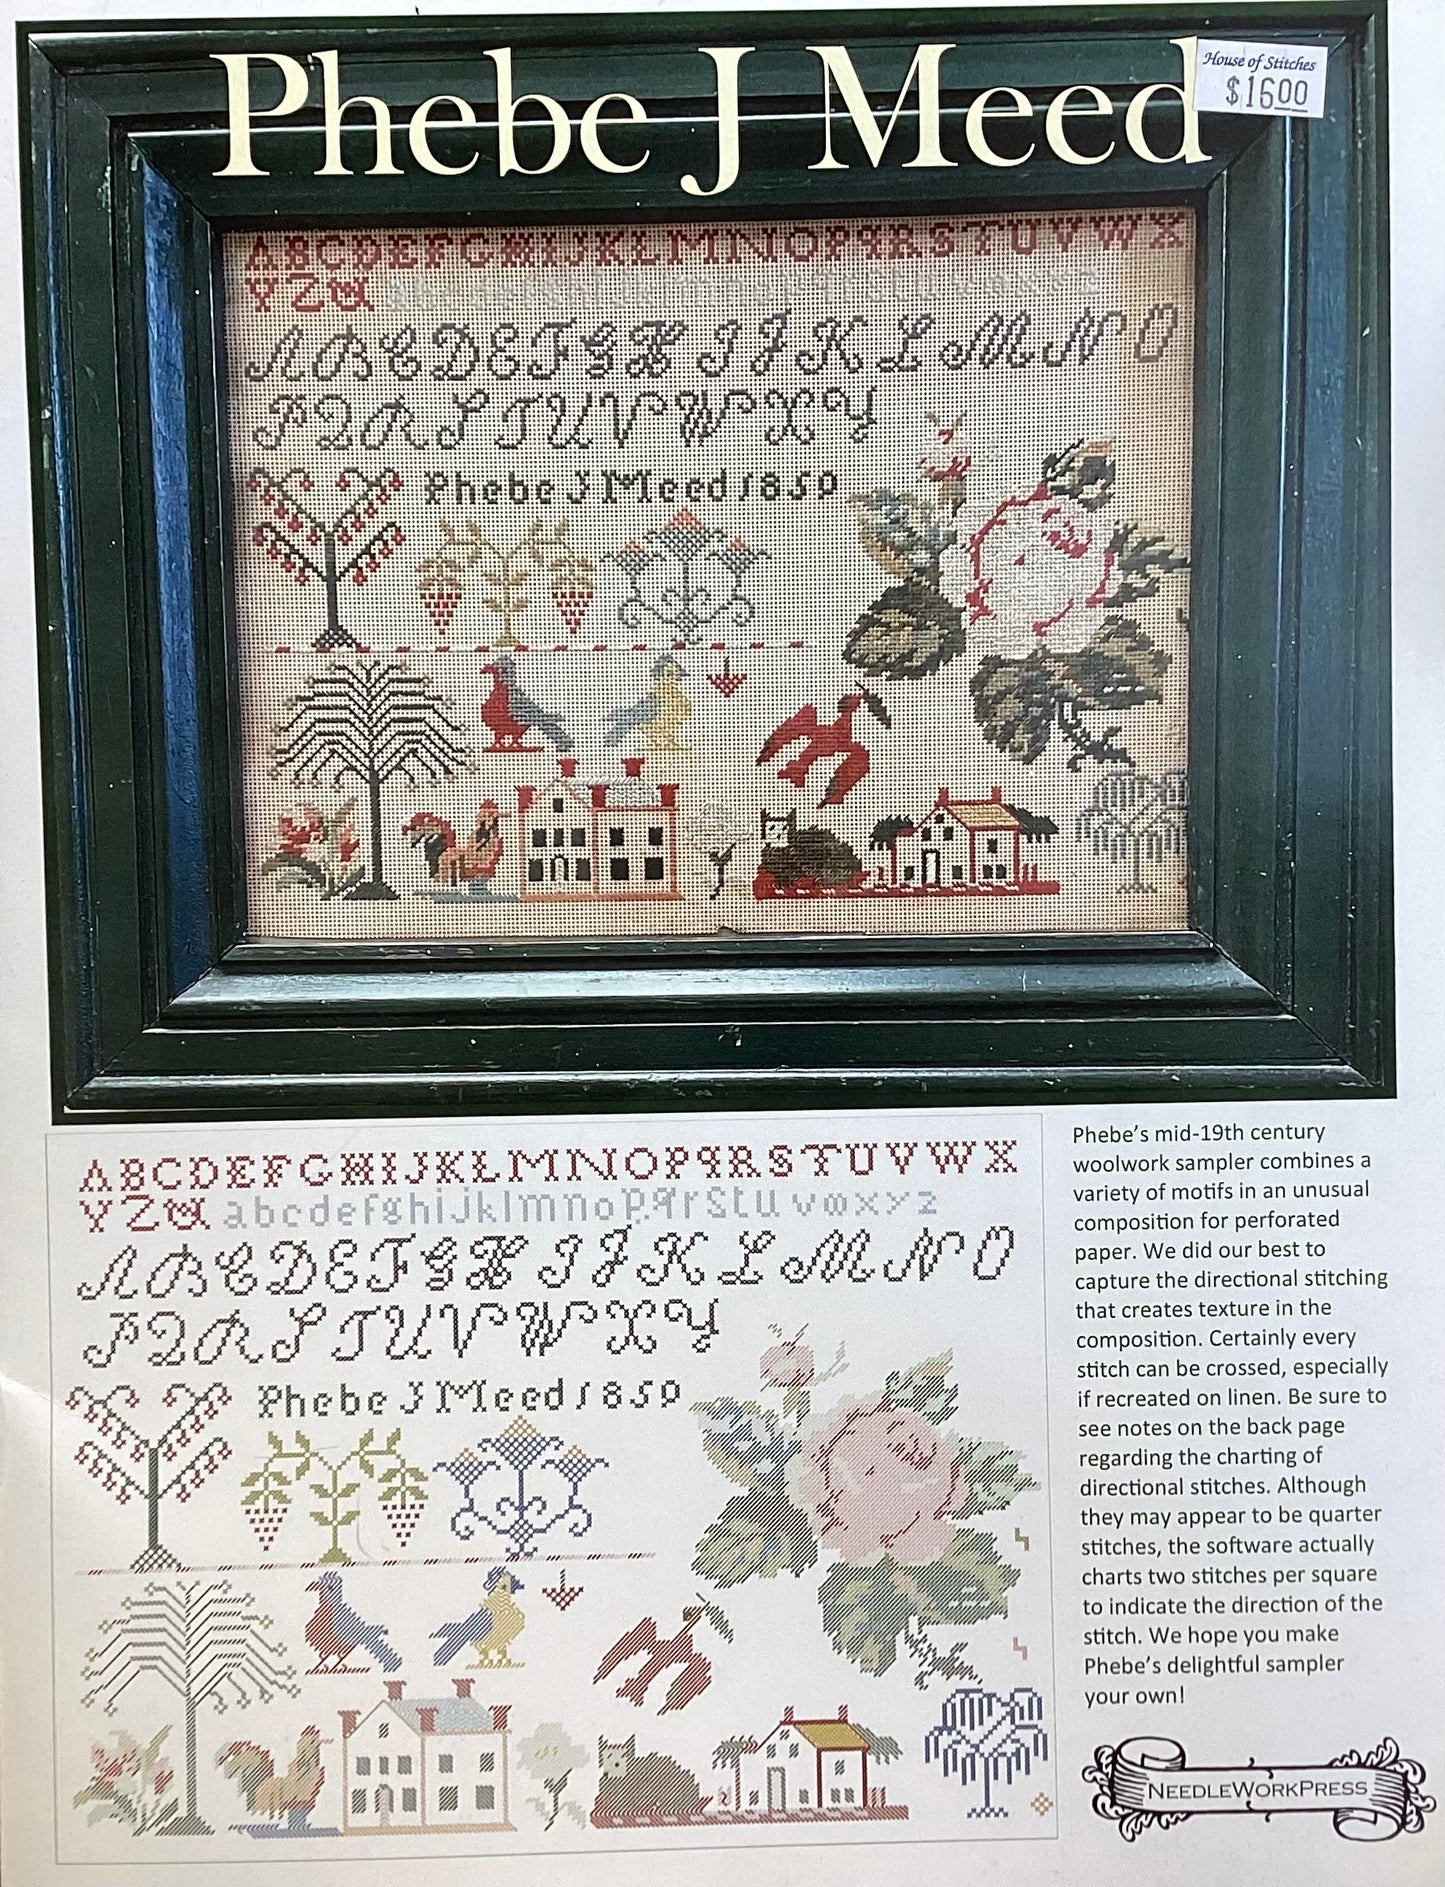 Phebe J Meed
House of Stitches
$16.00
ABCDEFGHIJKLMNOPQRSTUVWX
YZ& abcdefghijklmnopqrstuvwxyz
ABCDEFGHIJKLMNO
PQRSTUVWXY
Phebe J Meed 1850
ABCDEFGHIJKLMNOPQRSTUVWX
YZ& abcdefghijklmnopqrstuvwxyz
ABCDEFGHIJKLMNO
PQRSTUVWXY
Phebe J Meed 1850
Phebe's mid-19th century
woolwork sampler combines a
variety of motifs in an unusual
composition for perforated
paper. We did our best to
capture the directional stitching
that creates texture in the
composition. Certainly every
stitch can be crossed, especially
if recreated on linen. Be sure to
see notes on the back page
regarding the charting of
directional stitches. Although
they may appear to be quarter
stitches, the software actually
charts two stitches per square
to indicate the direction of the
stitch. We hope you make
Phebe's delightful sampler
your own!
NEEDLEWORKPRESS